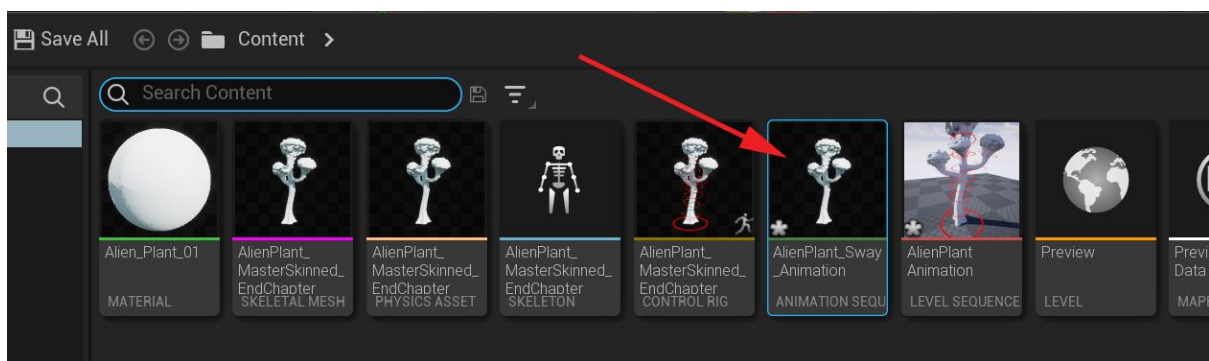 Save All Content
Search Content
Alien_Plant_01
MATERIAL
AlienPlant_
MasterSkinned_
EndChapter
SKELETAL MESH
AlienPlant_
MasterSkinned_
EndChapter
PHYSICS ASSET
AlienPlant_
MasterSkinned_
EndChapter
SKELETON
AlienPlant_
MasterSkinned_
EndChapter
CONTROL RIG
AlienPlant_Sway
_Animation
ANIMATION SEQU
AlienPlant
Animation
LEVEL SEQUENCE
Preview
LEVEL
Previ
Data
MAP